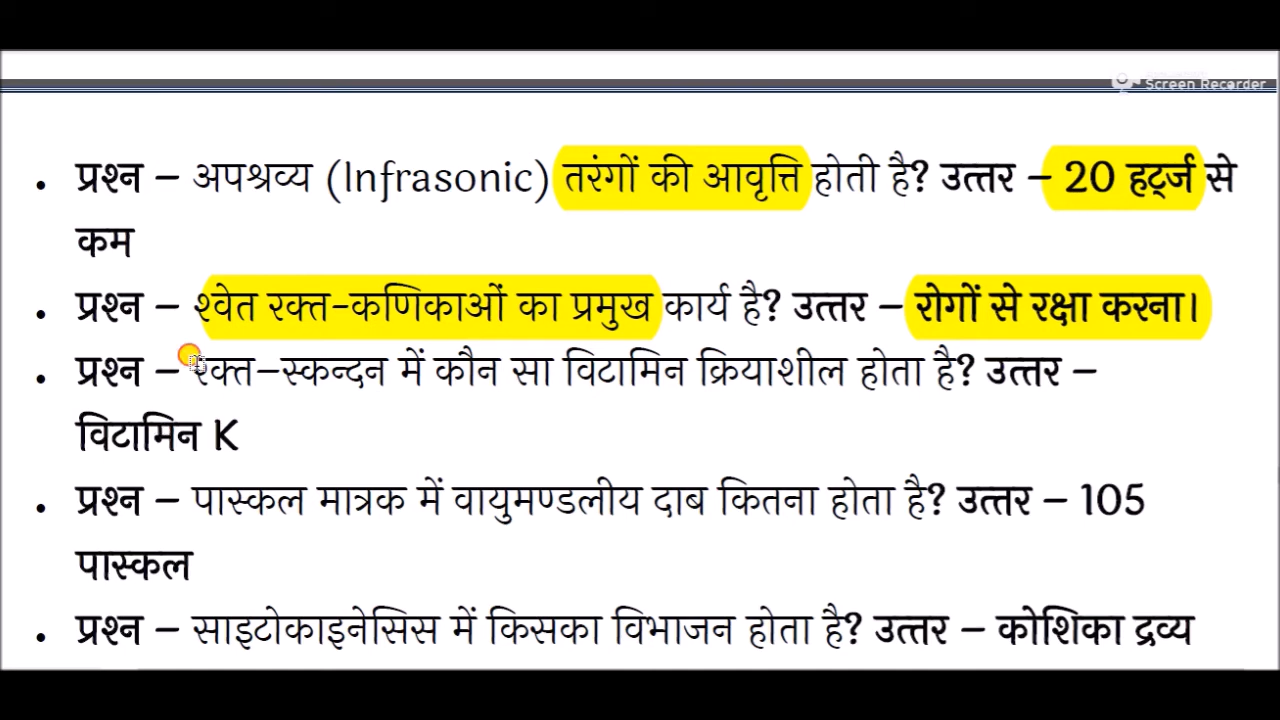 Screen Recorder
• प्रश्न – अपश्रव्य (Infrasonic) तरंगों की आवृत्ति होती है? उत्तर – 20 हर्ट्ज से
कम
• प्रश्न – श्वेत रक्त-कणिकाओं का प्रमुख कार्य है? उत्तर – रोगों से रक्षा करना।
• प्रश्न – रक्त–स्कन्दन में कौन सा विटामिन क्रियाशील होता है? उत्तर –
विटामिन K
• प्रश्न – पास्कल मात्रक में वायुमण्डलीय दाब कितना होता है? उत्तर – 105
पास्कल
• प्रश्न – साइटोकाइनेसिस में किसका विभाजन होता है? उत्तर – कोशिका द्रव्य